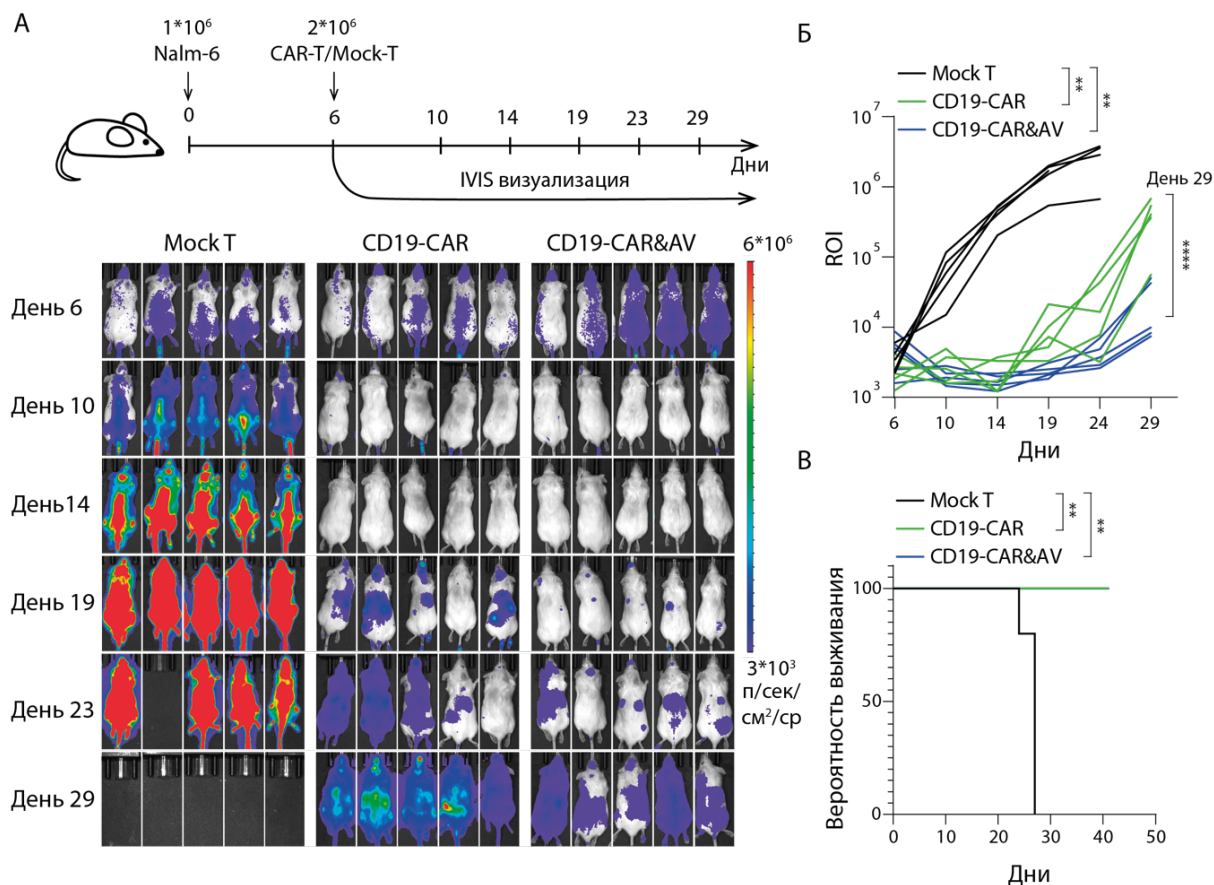 А
1*10⁶
Nalm-6
2*10⁶
CAR-T/Mock-T
0
6
10
14
19
23
29
Дни
IVIS визуализация
Mock T
CD19-CAR
CD19-CAR&AV
День 6
День 10
День14
День 19
День 23
День 29
6*10⁶
3*10³
п/сек/
см²/ср
Б
Mock T
CD19-CAR
CD19-CAR&AV
**
**
День 29
****
ROI
10⁷
10⁶
10⁵
10⁴
10³
6
10
14
19
24
29
Дни
В
Mock T
CD19-CAR
CD19-CAR&AV
**
**
Вероятность выживания
100
50
0
0
10
20
30
40
50
Дни